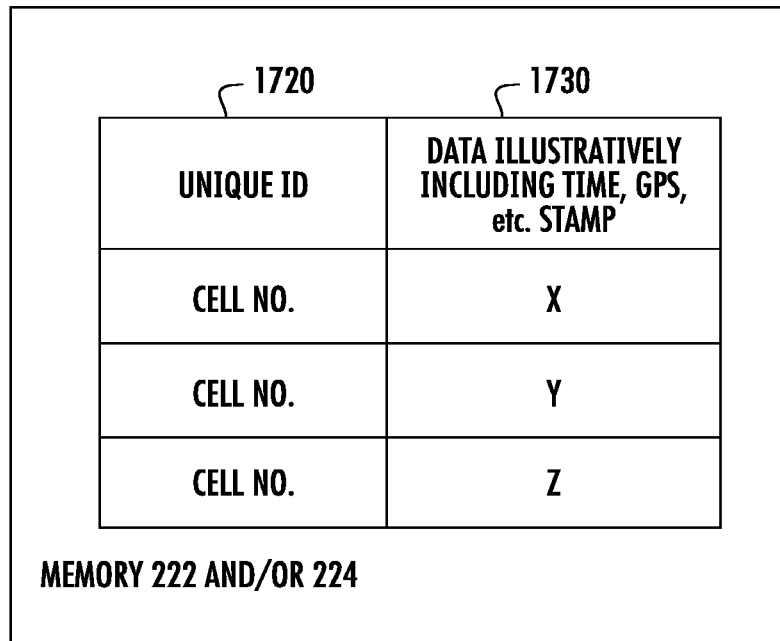 1720 1730
UNIQUE ID
DATA ILLUSTRATIVELY
INCLUDING TIME, GPS,
etc. STAMP
CELL NO. X
CELL NO. Y
CELL NO. Z
MEMORY 222 AND/OR 224